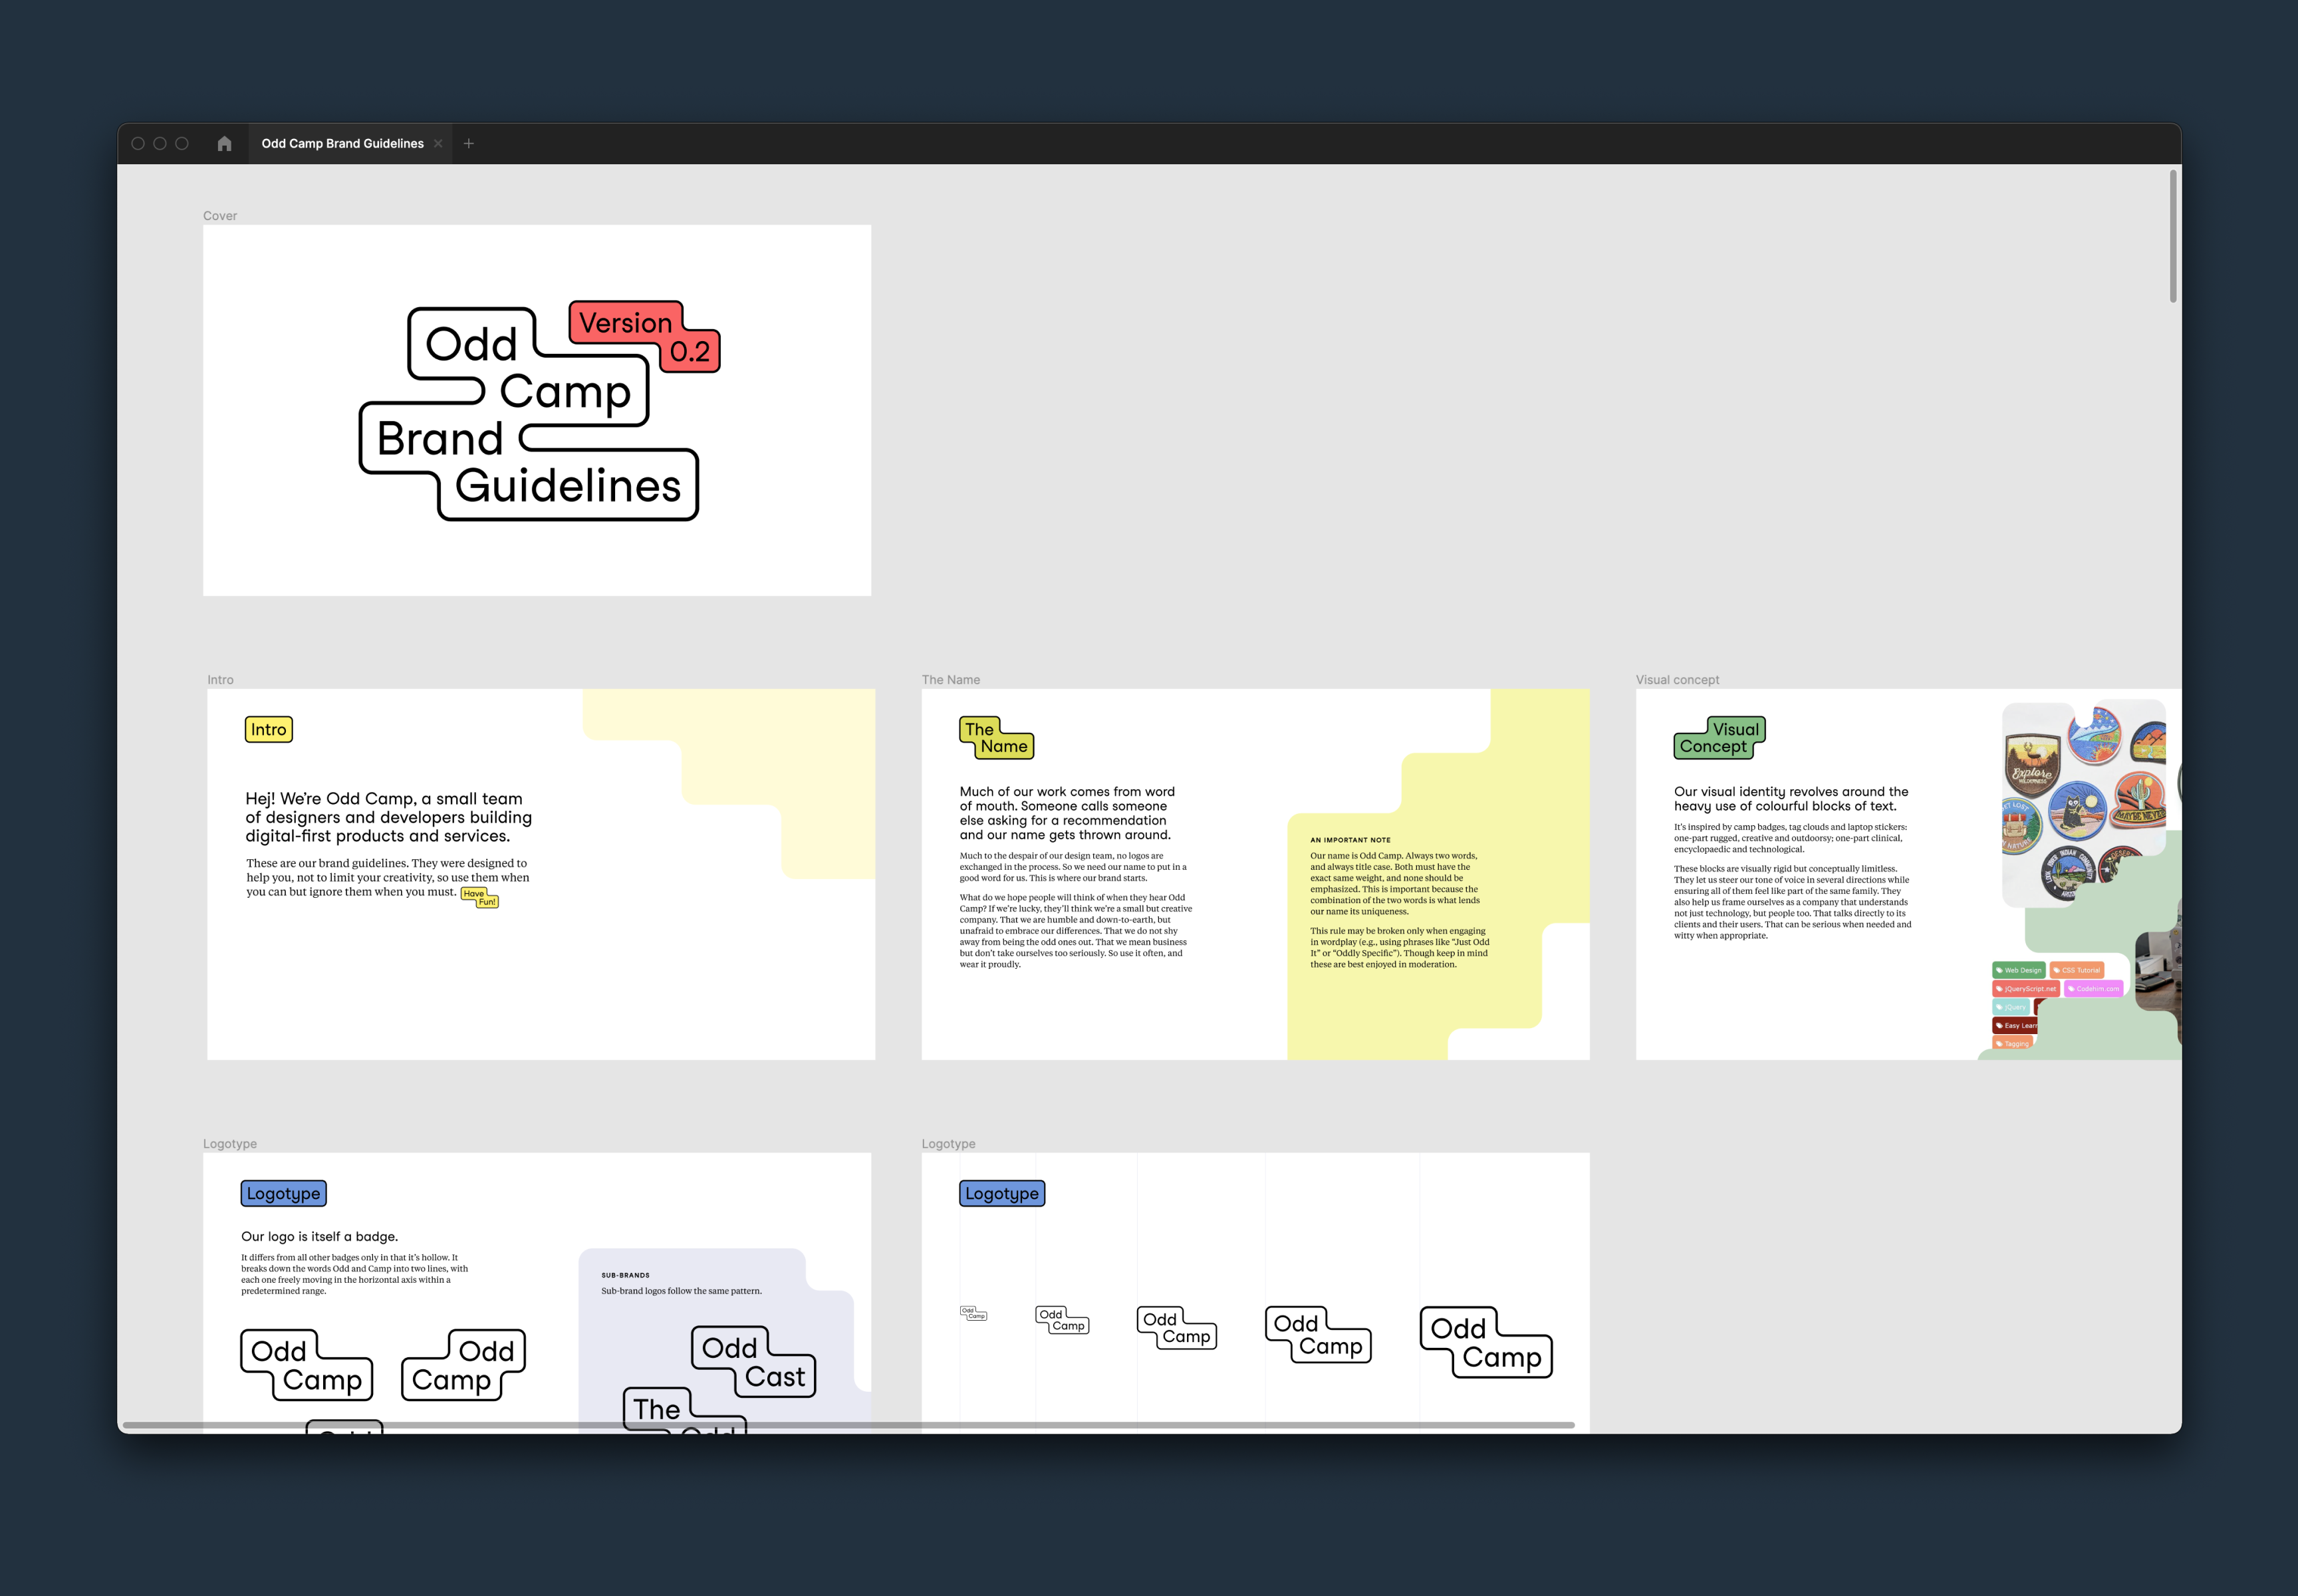 Odd Camp Brand Guidelines
Cover
Odd
Camp
Brand
Guidelines
Version
0.2
Intro
Intro
Hej! We're Odd Camp, a small team
of designers and developers building
digital-first products and services.
These are our brand guidelines. They were designed to
help you, not to limit your creativity, so use them when
you can but ignore them when you must.
Have
Fun!
The Name
The
Name
Much of our work comes from word
of mouth. Someone calls someone
else asking for a recommendation
and our name gets thrown around.
Much to the despair of our design team, no logos are
exchanged in the process. So we need our name to put in a
good word for us. This is where our brand starts.
What do we hope people will think of when they hear Odd
Camp? If we're lucky, they'll think we're a small but creative
company. That we are humble and down-to-earth, but
unafraid to embrace our differences. That we do not shy
away from being the odd ones out. That we mean business
but don't take ourselves too seriously. So use it often, and
wear it proudly.
AN IMPORTANT NOTE
Our name is Odd Camp. Always two words,
and always title case. Both must have the
exact same weight, and none should be
emphasized. This is important because the
combination of the two words is what lends
our name its uniqueness.
This rule may be broken only when engaging
in wordplay (e.g., using phrases like “Just Odd
It” or “Oddly Specific”). Though keep in mind
these are best enjoyed in moderation.
Visual concept
Visual
Concept
Our visual identity revolves around the
heavy use of colourful blocks of text.
It's inspired by camp badges, tag clouds and laptop stickers:
one-part rugged, creative and outdoorsy; one-part clinical,
encyclopaedic and technological.
These blocks are visually rigid but conceptually limitless.
They let us steer our tone of voice in several directions while
ensuring all of them feel like part of the same family. They
also help us frame ourselves as a company that understands
not just technology, but people too. That talks directly to its
clients and their users. That can be serious when needed and
witty when appropriate.
Explore
WILDERNESS
MAYBE NEVER
Web Design
CSS Tutorial
jQueryScript.net
Codehim.com
jQuery
Easy Learn
Tagging
Logotype
Logotype
Our logo is itself a badge.
It differs from all other badges only in that it's hollow. It
breaks down the words Odd and Camp into two lines, with
each one freely moving in the horizontal axis within a
predetermined range.
Odd
Camp
Odd
Camp
Odd
SUB-BRANDS
Sub-brand logos follow the same pattern.
Odd
Cast
The
Odd
Logotype
Logotype
Odd
Camp
Odd
Camp
Odd
Camp
Odd
Camp
Odd
Camp